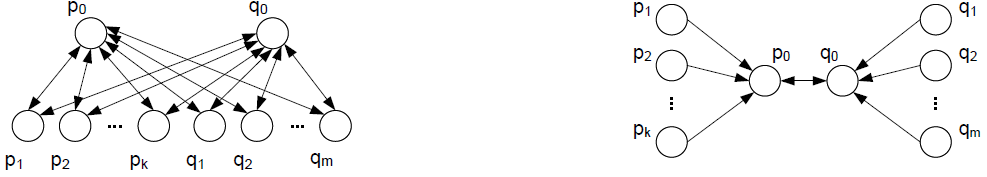 p₀ q₀
p₁ p₂ ... pₖ q₁ q₂ ... qₘ
p₁ q₁
p₂ p₀ q₀ q₂
⋮ ⋮
pₖ qₘ